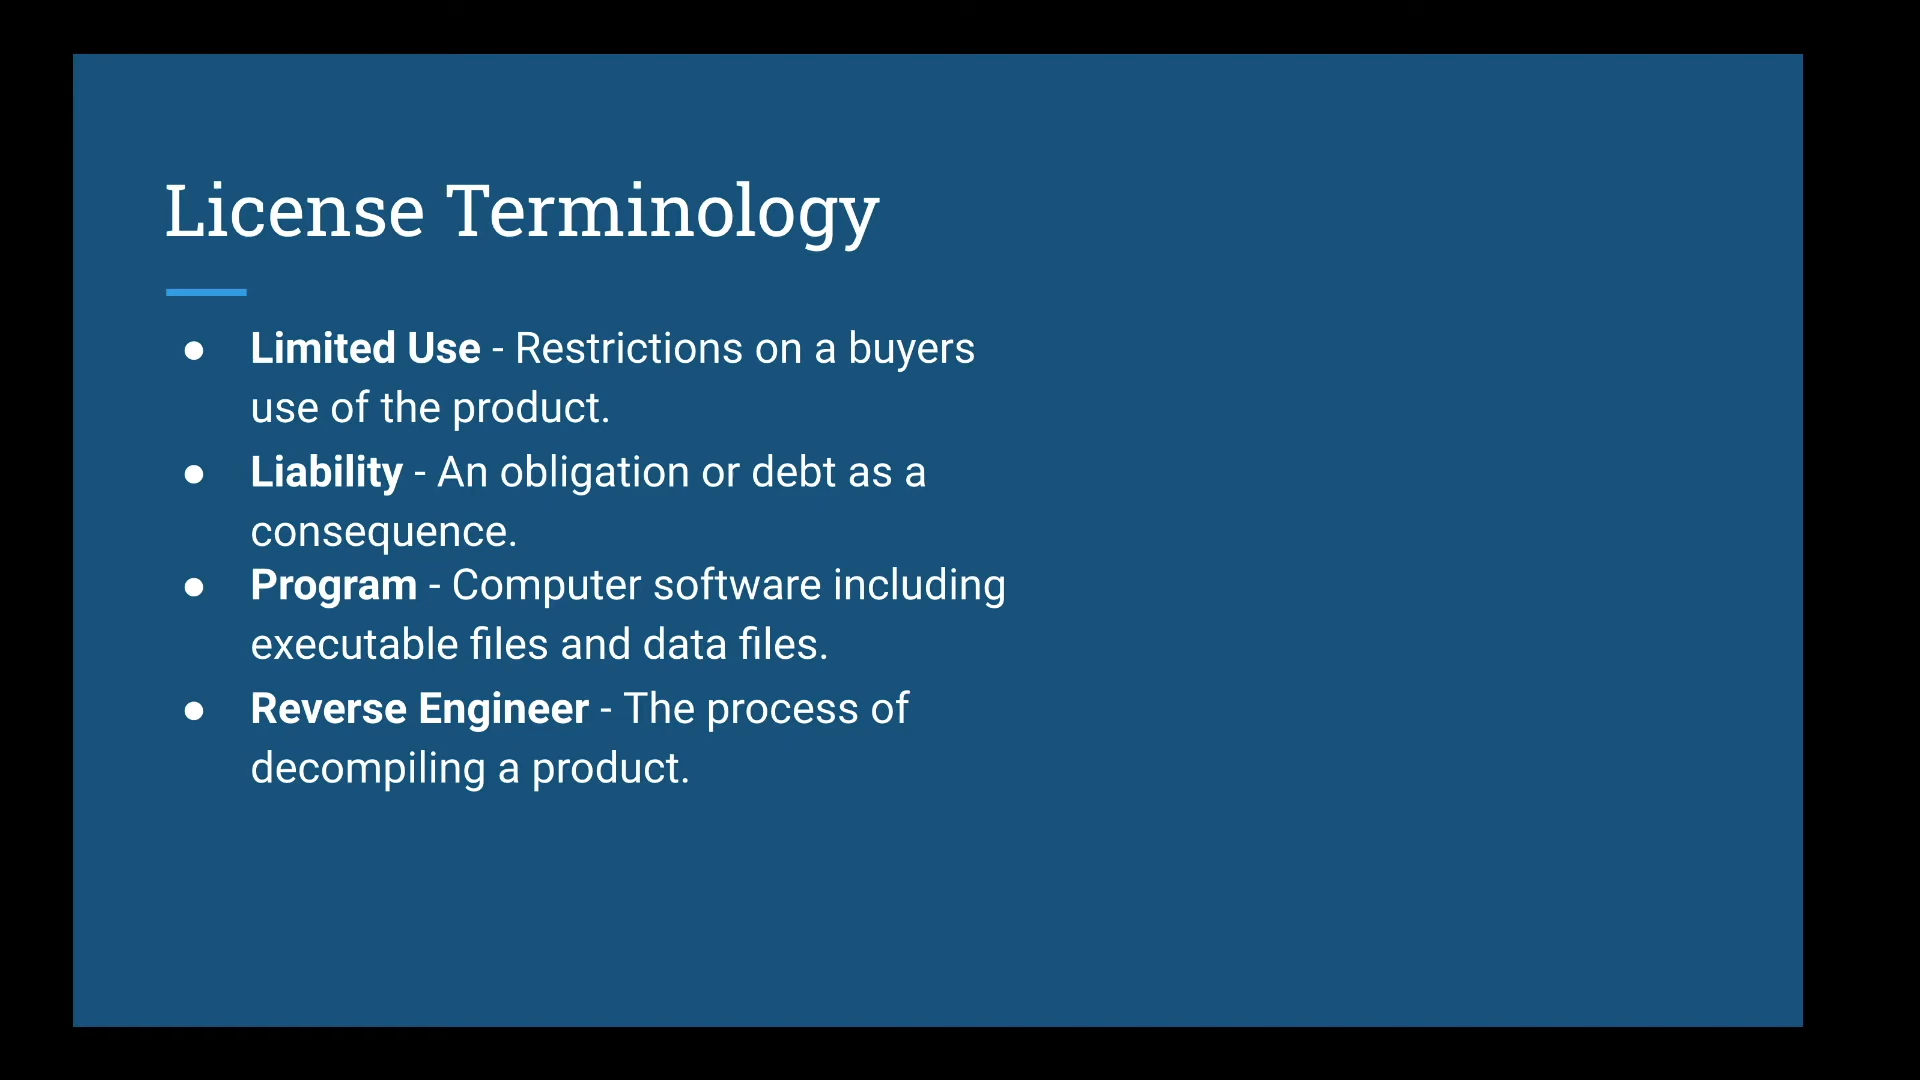 License Terminology
● Limited Use - Restrictions on a buyers
use of the product.
● Liability - An obligation or debt as a
consequence.
● Program - Computer software including
executable files and data files.
● Reverse Engineer - The process of
decompiling a product.